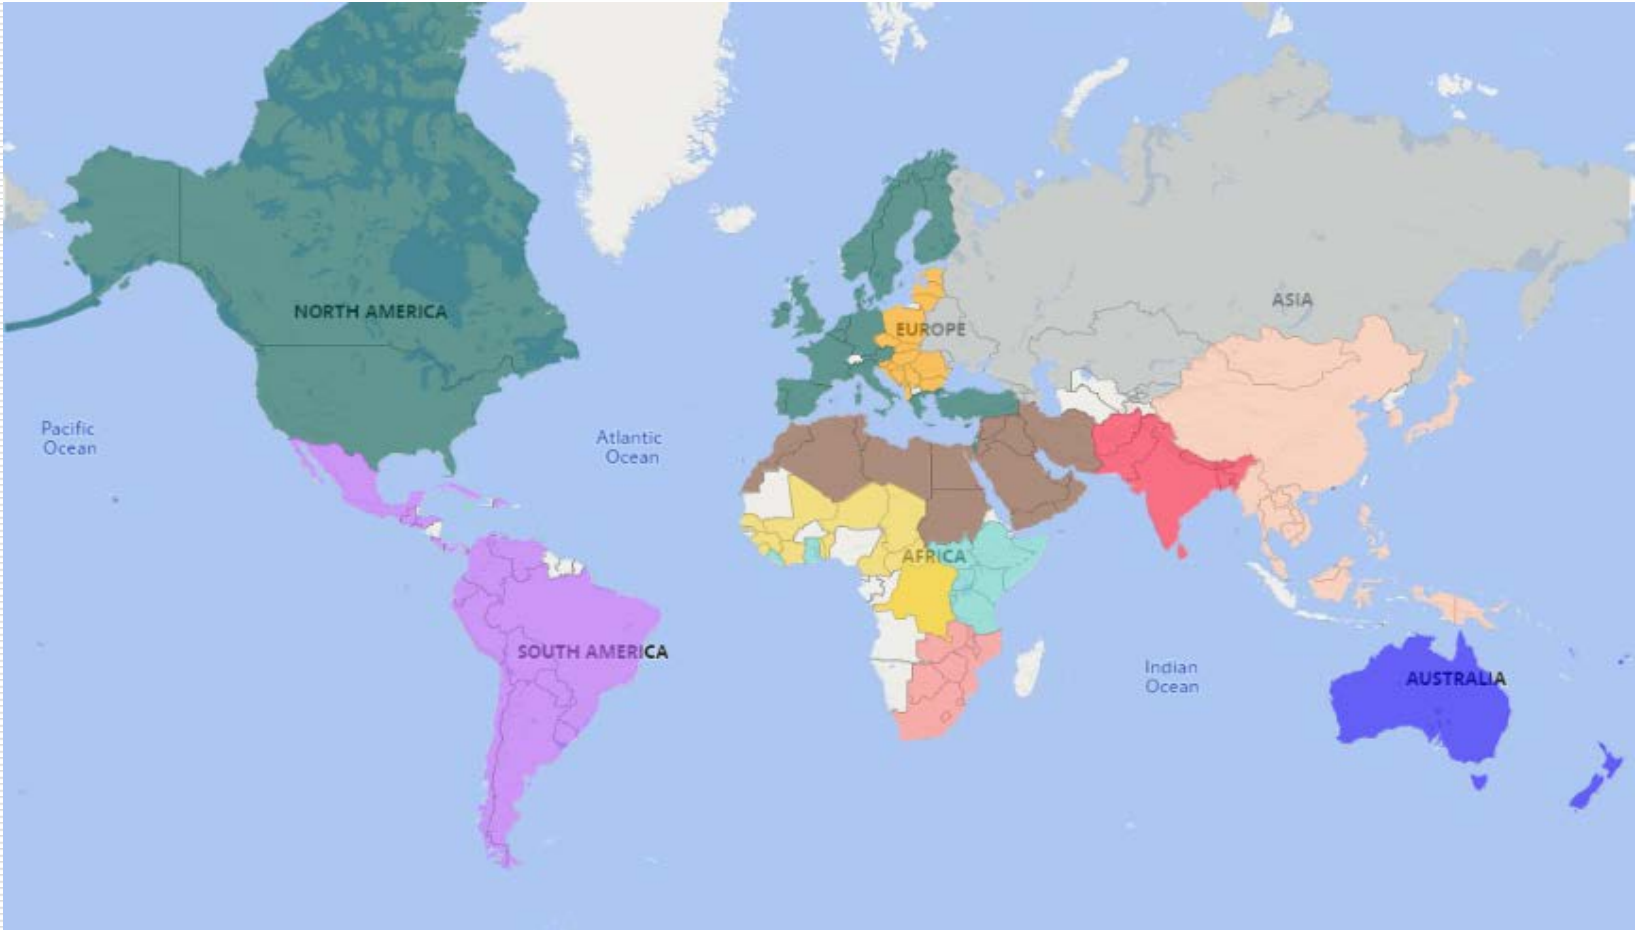 NORTH AMERICA
ASIA
EUROPE
Pacific
Ocean
Atlantic
Ocean
AFRICA
SOUTH AMERICA
Indian
Ocean
AUSTRALIA